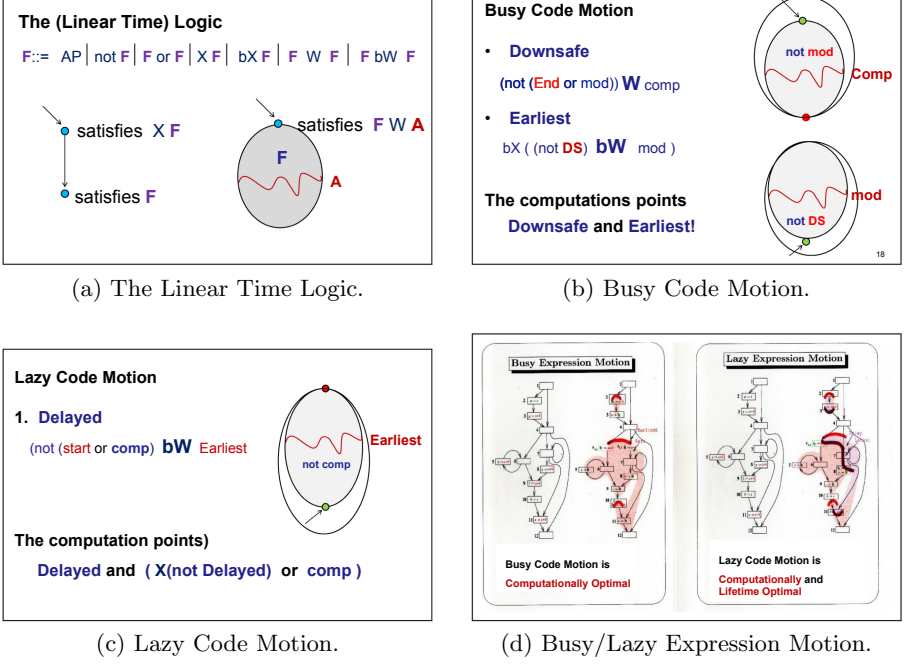 The (Linear Time) Logic
F::= AP | not F | F or F | X F | bX F | F W F | F bW F
satisfies X F
satisfies F
satisfies F W A
F
A
(a) The Linear Time Logic.
Busy Code Motion
• Downsafe
(not (End or mod)) W comp
• Earliest
bX ( (not DS) bW mod )
The computations points
Downsafe and Earliest!
not mod
Comp
mod
not DS
18
(b) Busy Code Motion.
Lazy Code Motion
1. Delayed
(not (start or comp) bW Earliest
Earliest
not comp
The computation points)
Delayed and ( X(not Delayed) or comp )
(c) Lazy Code Motion.
Busy Expression Motion
Busy Code Motion is
Computationally Optimal
Lazy Expression Motion
Lazy Code Motion is
Computationally and
Lifetime Optimal
(d) Busy/Lazy Expression Motion.